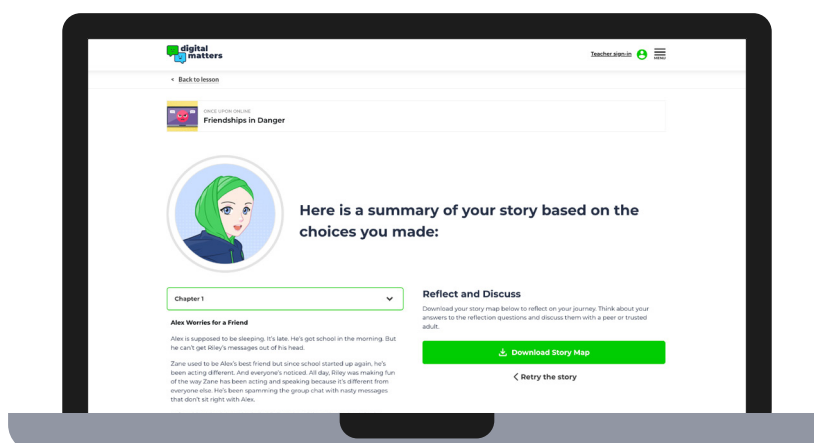 digital
matters
Teacher sign-in
MENU
< Back to lesson
ONCE UPON ONLINE
Friendships in Danger
Here is a summary of your story based on the
choices you made:
Chapter 1
Alex Worries for a Friend
Alex is supposed to be sleeping. It's late. He's got school in the morning. But
he can't get Riley's messages out of his head.
Zane used to be Alex's best friend but since school started up again, he's
been acting different. And everyone's noticed. All day, Riley was making fun
of the way Zane has been acting and speaking because it's different from
everyone else. He's been spamming the group chat with nasty messages
that don't sit right with Alex.
Reflect and Discuss
Download your story map below to reflect on your journey. Think about your
answers to the reflection questions and discuss them with a peer or trusted
adult.
Download Story Map
Retry the story